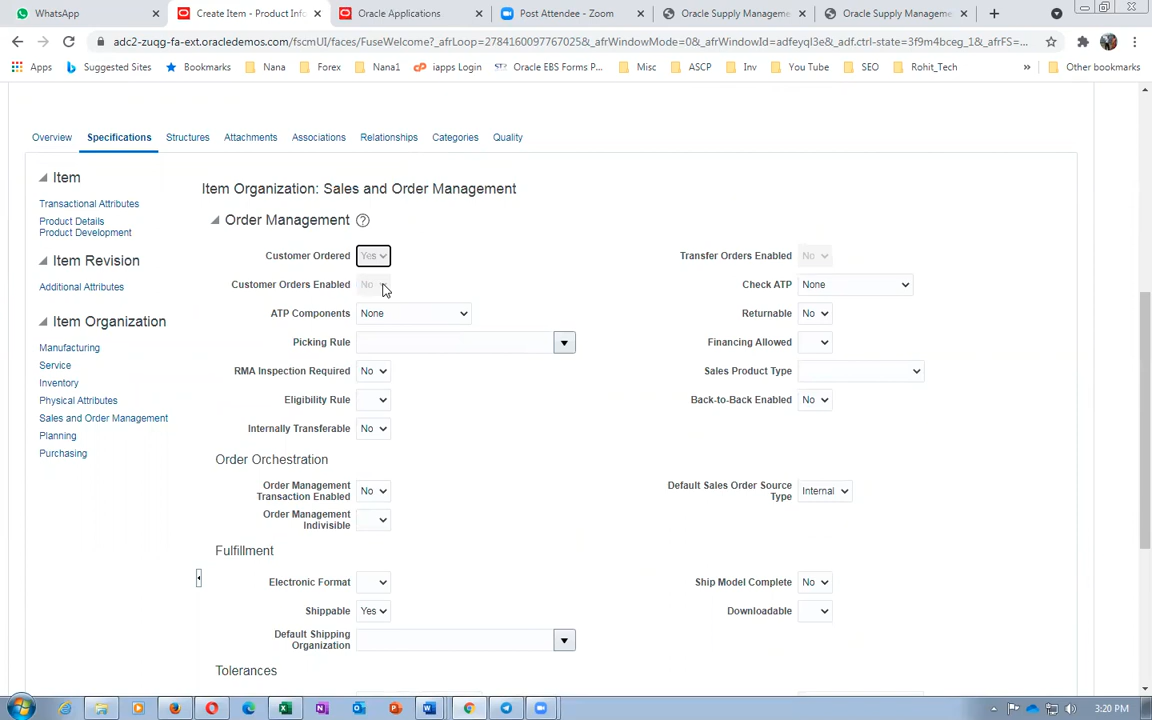 WhatsApp
Create Item - Product Info
Oracle Applications
Post Attendee - Zoom
Oracle Supply Manageme
Oracle Supply Manageme
adc2-zuqg-fa-ext.oracledemos.com/fscmUI/faces/FuseWelcome?_afrLoop=2784160097767025&_afrWindowMode=0&_afrWindowId=adfeyql3e&_adf.ctrl-state=3f9m4bceg_1&_afrFS=...
Apps Suggested Sites Bookmarks Nana Forex Nana1 iapps Login Oracle EBS Forms P... Misc ASCP Inv You Tube SEO Rohit_Tech » Other bookmarks
Overview Specifications Structures Attachments Associations Relationships Categories Quality
Item
Transactional Attributes
Product Details
Product Development
Item Revision
Additional Attributes
Item Organization
Manufacturing
Service
Inventory
Physical Attributes
Sales and Order Management
Planning
Purchasing
Item Organization: Sales and Order Management
Order Management ?
Customer Ordered Yes
Transfer Orders Enabled No
Customer Orders Enabled No
Check ATP None
ATP Components None
Returnable No
Picking Rule
Financing Allowed
RMA Inspection Required No
Sales Product Type
Eligibility Rule
Back-to-Back Enabled No
Internally Transferable No
Order Orchestration
Order Management
Transaction Enabled No
Default Sales Order Source
Type Internal
Order Management
Indivisible
Fulfillment
Electronic Format
Ship Model Complete No
Shippable Yes
Downloadable
Default Shipping
Organization
Tolerances
3:20 PM